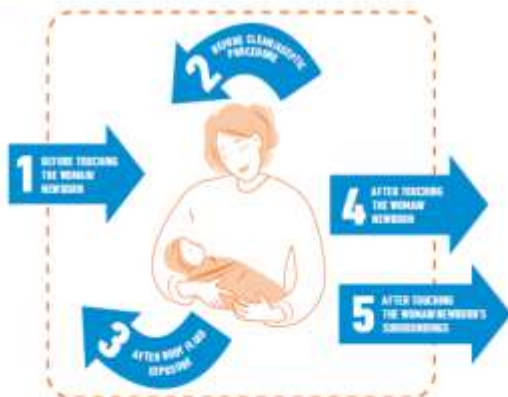 1
BEFORE TOUCHING
THE WOMAN/
NEWBORN
2
BEFORE CLEAN/ASEPTIC
PORCEDURE
3
AFTER BODY FLUID
EXPOSURE
4
AFTER TOUCHING
THE WOMAN/
NEWBORN
5
AFTER TOUCHING
THE WOMAN/NEWBORN'S
SURROUNDINGS